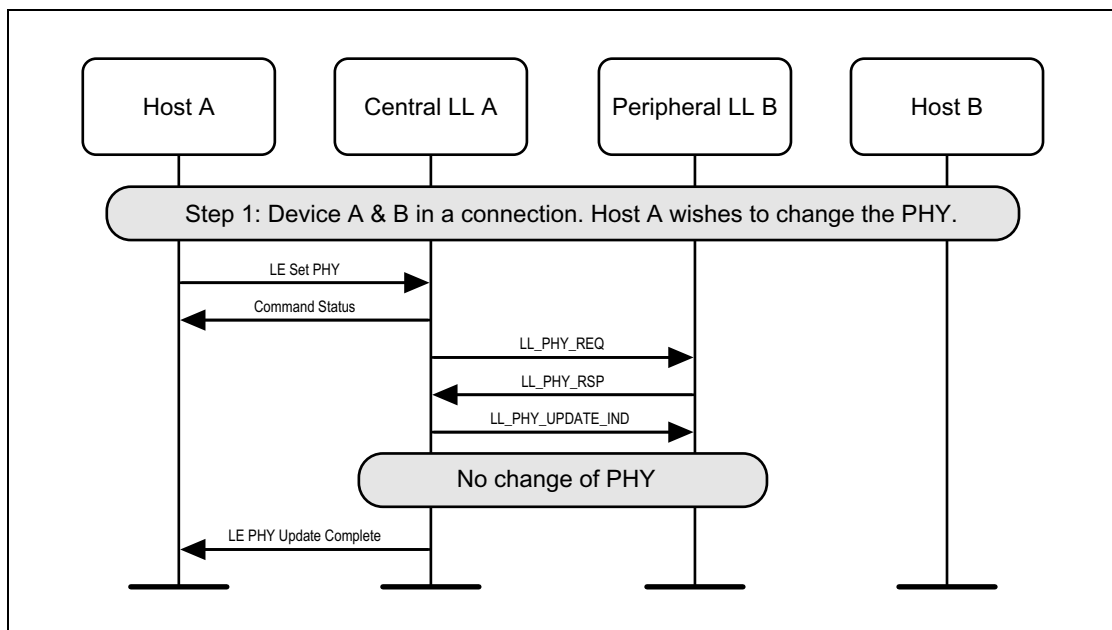 Host A
Central LL A
Peripheral LL B
Host B
Step 1: Device A & B in a connection. Host A wishes to change the PHY.
LE Set PHY
Command Status
LL_PHY_REQ
LL_PHY_RSP
LL_PHY_UPDATE_IND
No change of PHY
LE PHY Update Complete